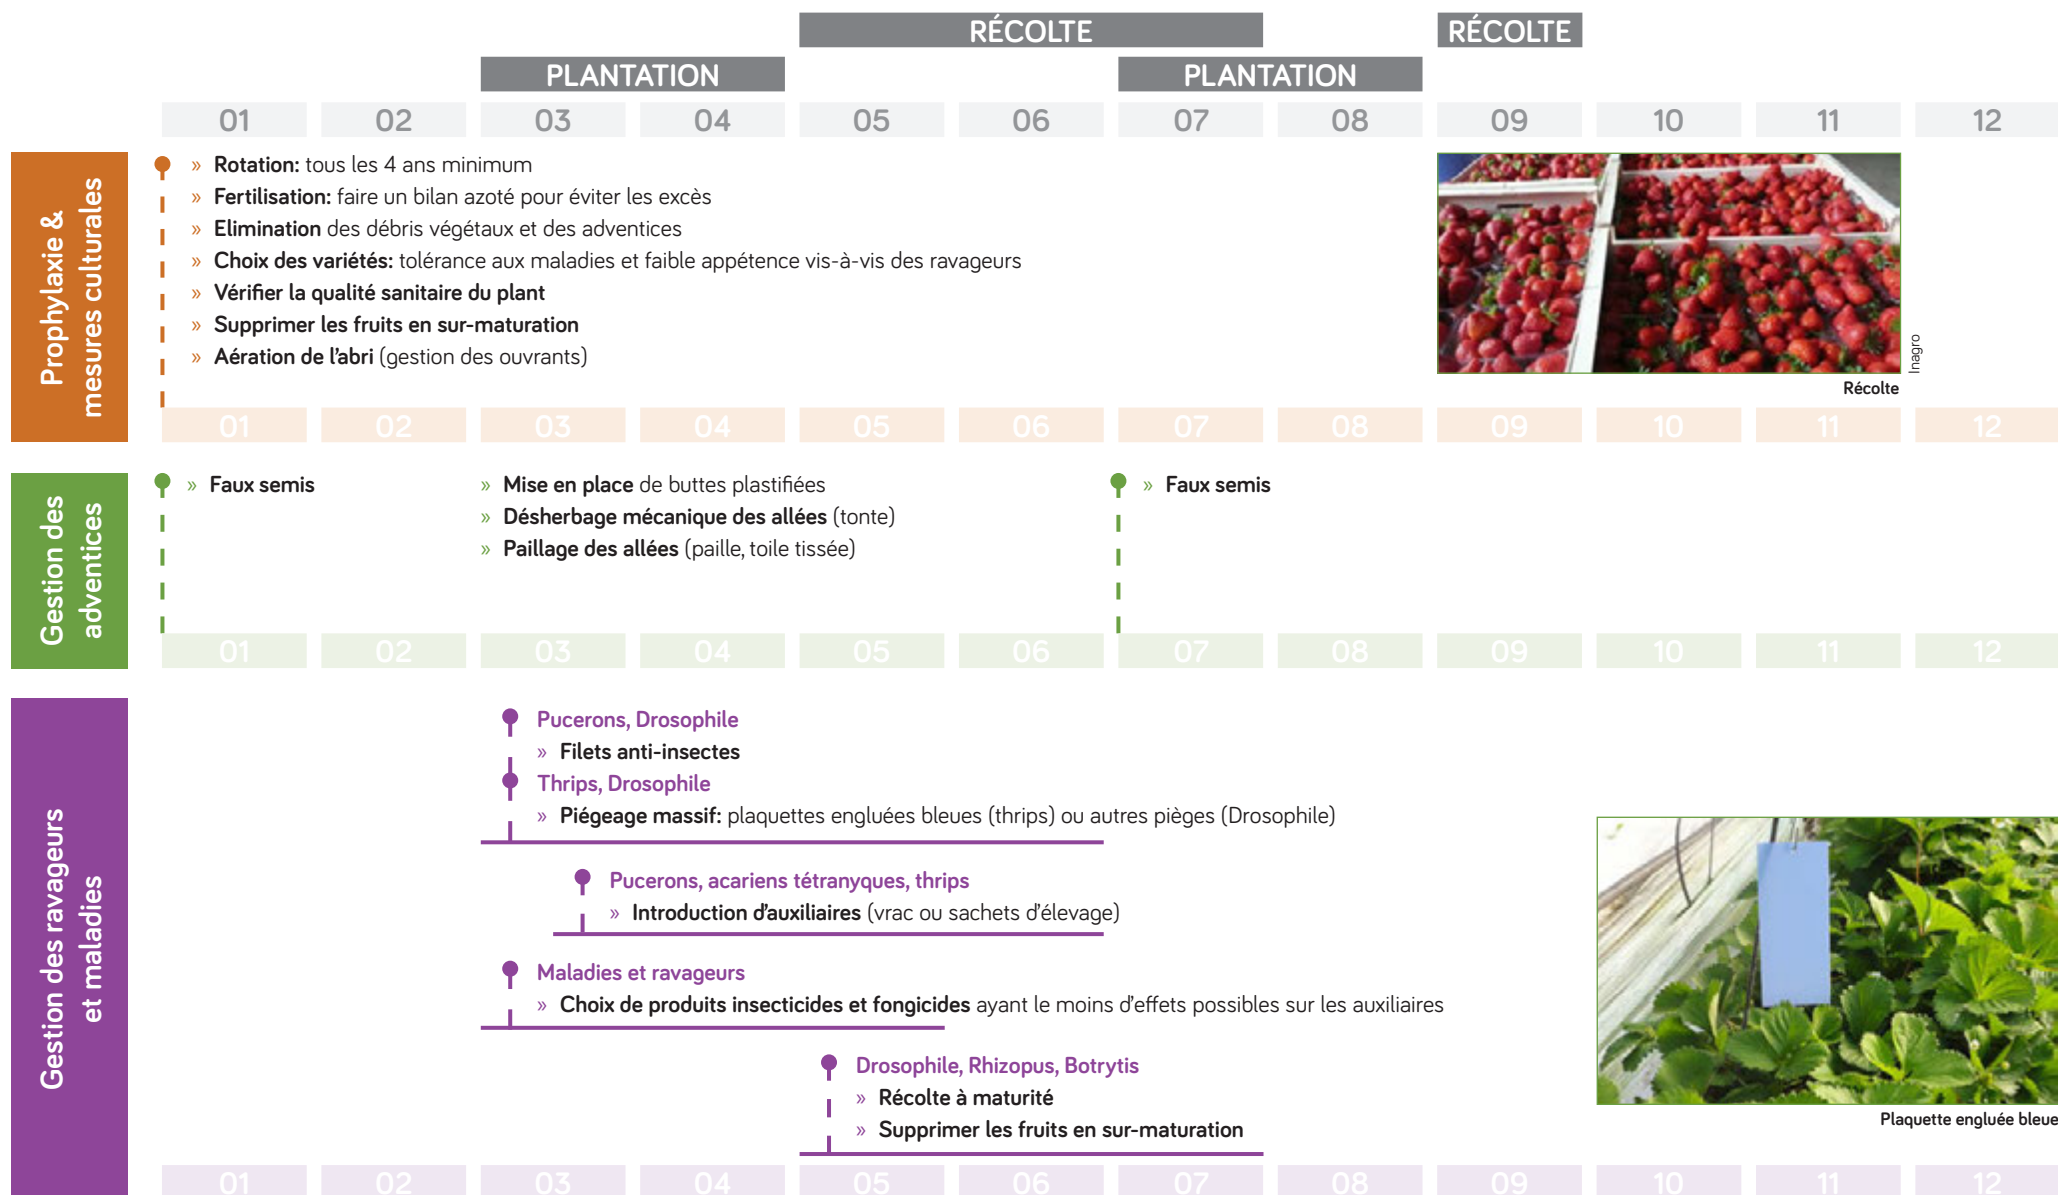 RÉCOLTE RÉCOLTE
PLANTATION PLANTATION
01 02 03 04 05 06 07 08 09 10 11 12
Prophylaxie &
mesures culturales
» Rotation: tous les 4 ans minimum
» Fertilisation: faire un bilan azoté pour éviter les excès
» Elimination des débris végétaux et des adventices
» Choix des variétés: tolérance aux maladies et faible appétence vis-à-vis des ravageurs
» Vérifier la qualité sanitaire du plant
» Supprimer les fruits en sur-maturation
» Aération de l'abri (gestion des ouvrants)
Inagro
Récolte
01 02 03 04 05 06 07 08 09 10 11 12
Gestion des
adventices
» Faux semis
» Mise en place de buttes plastifiées
» Désherbage mécanique des allées (tonte)
» Paillage des allées (paille, toile tissée)
» Faux semis
01 02 03 04 05 06 07 08 09 10 11 12
Gestion des ravageurs
et maladies
Pucerons, Drosophile
» Filets anti-insectes
Thrips, Drosophile
» Piégeage massif: plaquettes engluées bleues (thrips) ou autres pièges (Drosophile)
Pucerons, acariens tétranyques, thrips
» Introduction d'auxiliaires (vrac ou sachets d'élevage)
Maladies et ravageurs
» Choix de produits insecticides et fongicides ayant le moins d'effets possibles sur les auxiliaires
Drosophile, Rhizopus, Botrytis
» Récolte à maturité
» Supprimer les fruits en sur-maturation
Plaquette engluée bleue
01 02 03 04 05 06 07 08 09 10 11 12